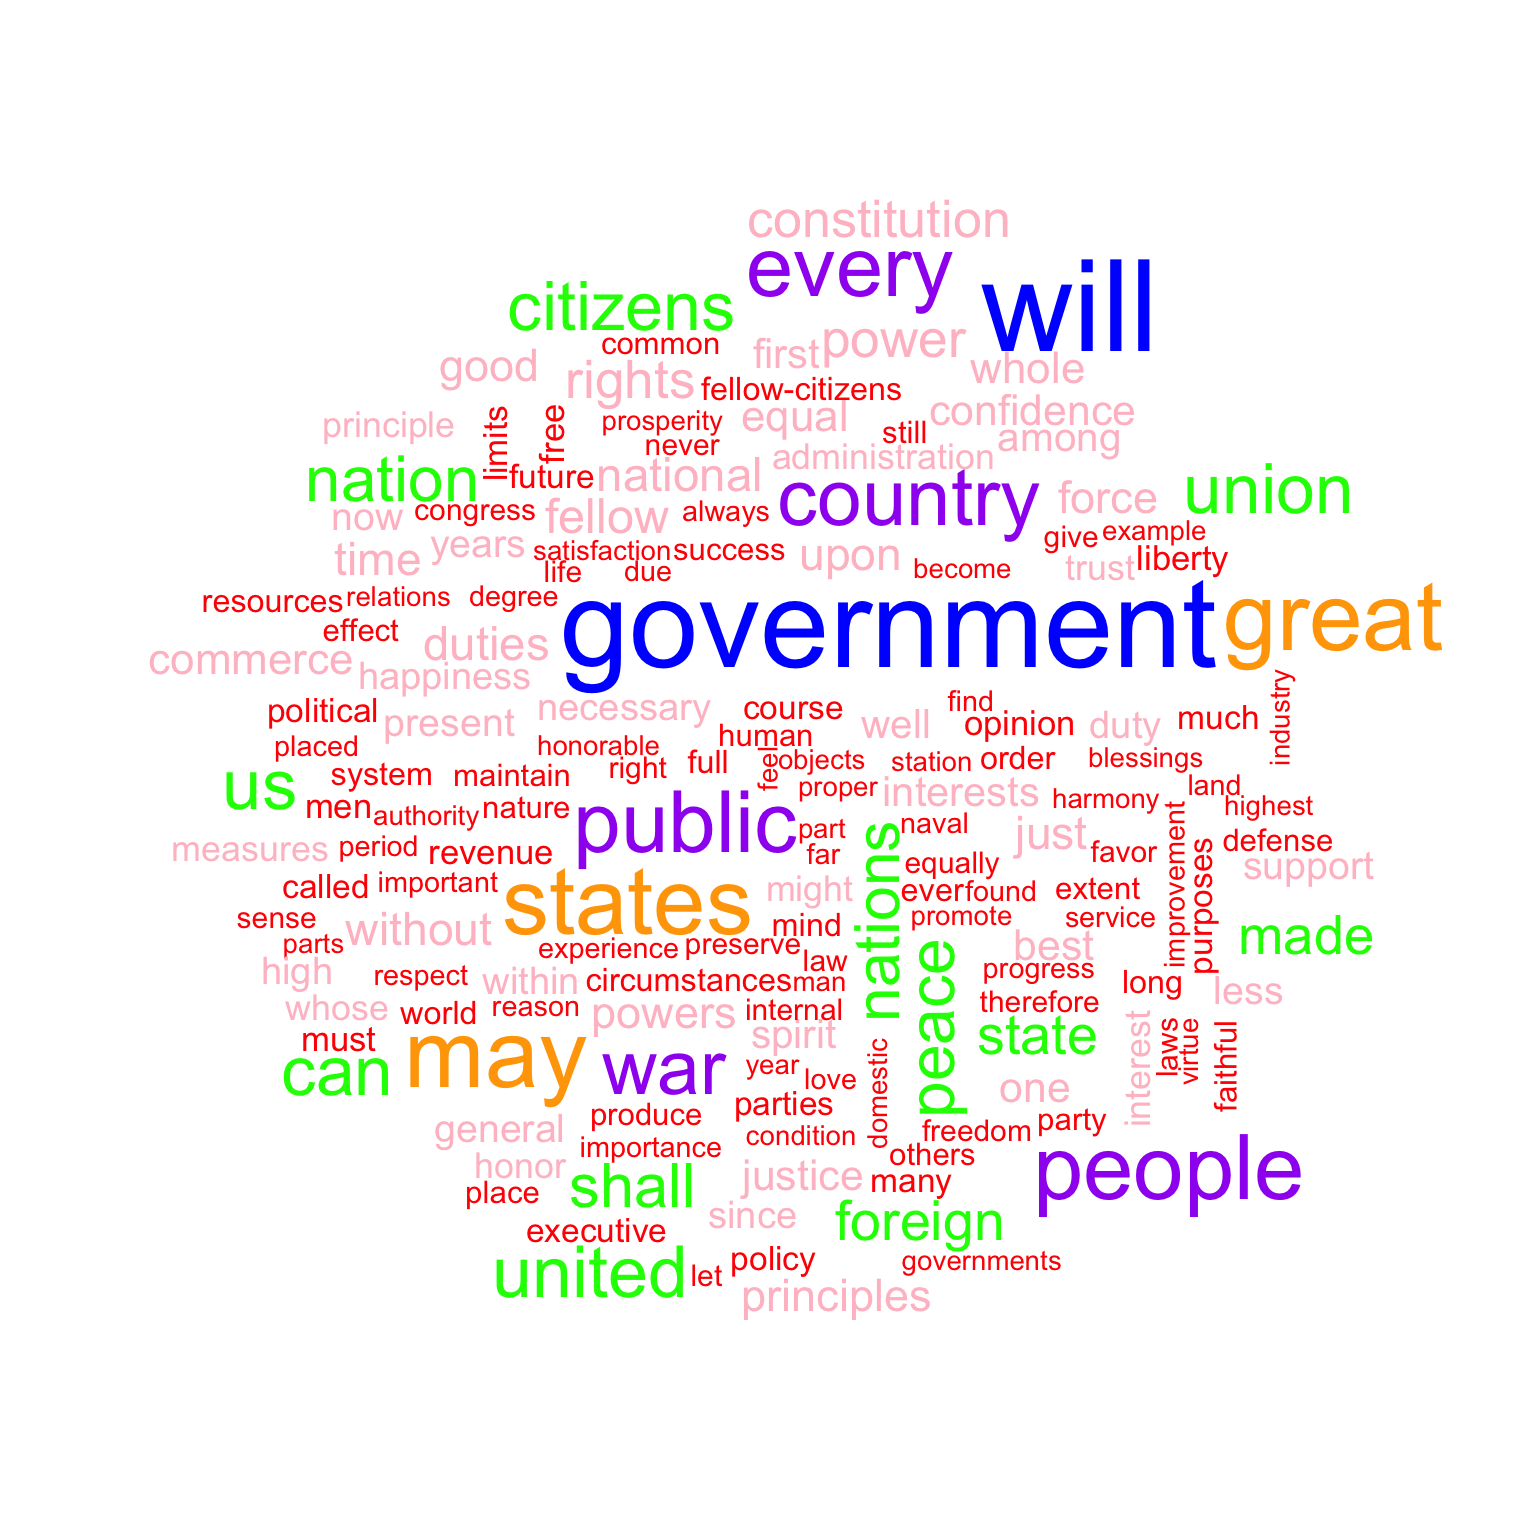 constitution
every
will
citizens
common
first
power
good
rights
whole
fellow-citizens
principle
limits
free
prosperity
equal
confidence
never
still
among
nation
future
national
administration
now
congress
fellow
always
country
force
union
time
years
satisfaction
success
upon
give
example
life
due
become
trust
liberty
resources
relations
degree
government
great
effect
duties
commerce
happiness
political
present
necessary
course
find
well
opinion
duty
much
industry
placed
honorable
human
us
system
maintain
right
full
feel
objects
station
order
blessings
men
authority
nature
public
proper
interests
harmony
land
highest
measures
period
revenue
part
far
nations
naval
just
favor
improvement
purposes
defense
support
called
important
states
might
equally
ever
found
extent
sense
parts
without
experience
preserve
mind
promote
service
made
law
peace
best
high
respect
within
circumstances
man
progress
long
less
whose
world
reason
powers
internal
therefore
must
spirit
state
interest
laws
virtue
faithful
can
may
war
year
love
domestic
one
general
produce
parties
importance
condition
freedom
party
honor
others
people
place
shall
justice
many
since
foreign
executive
united
let
policy
governments
principles